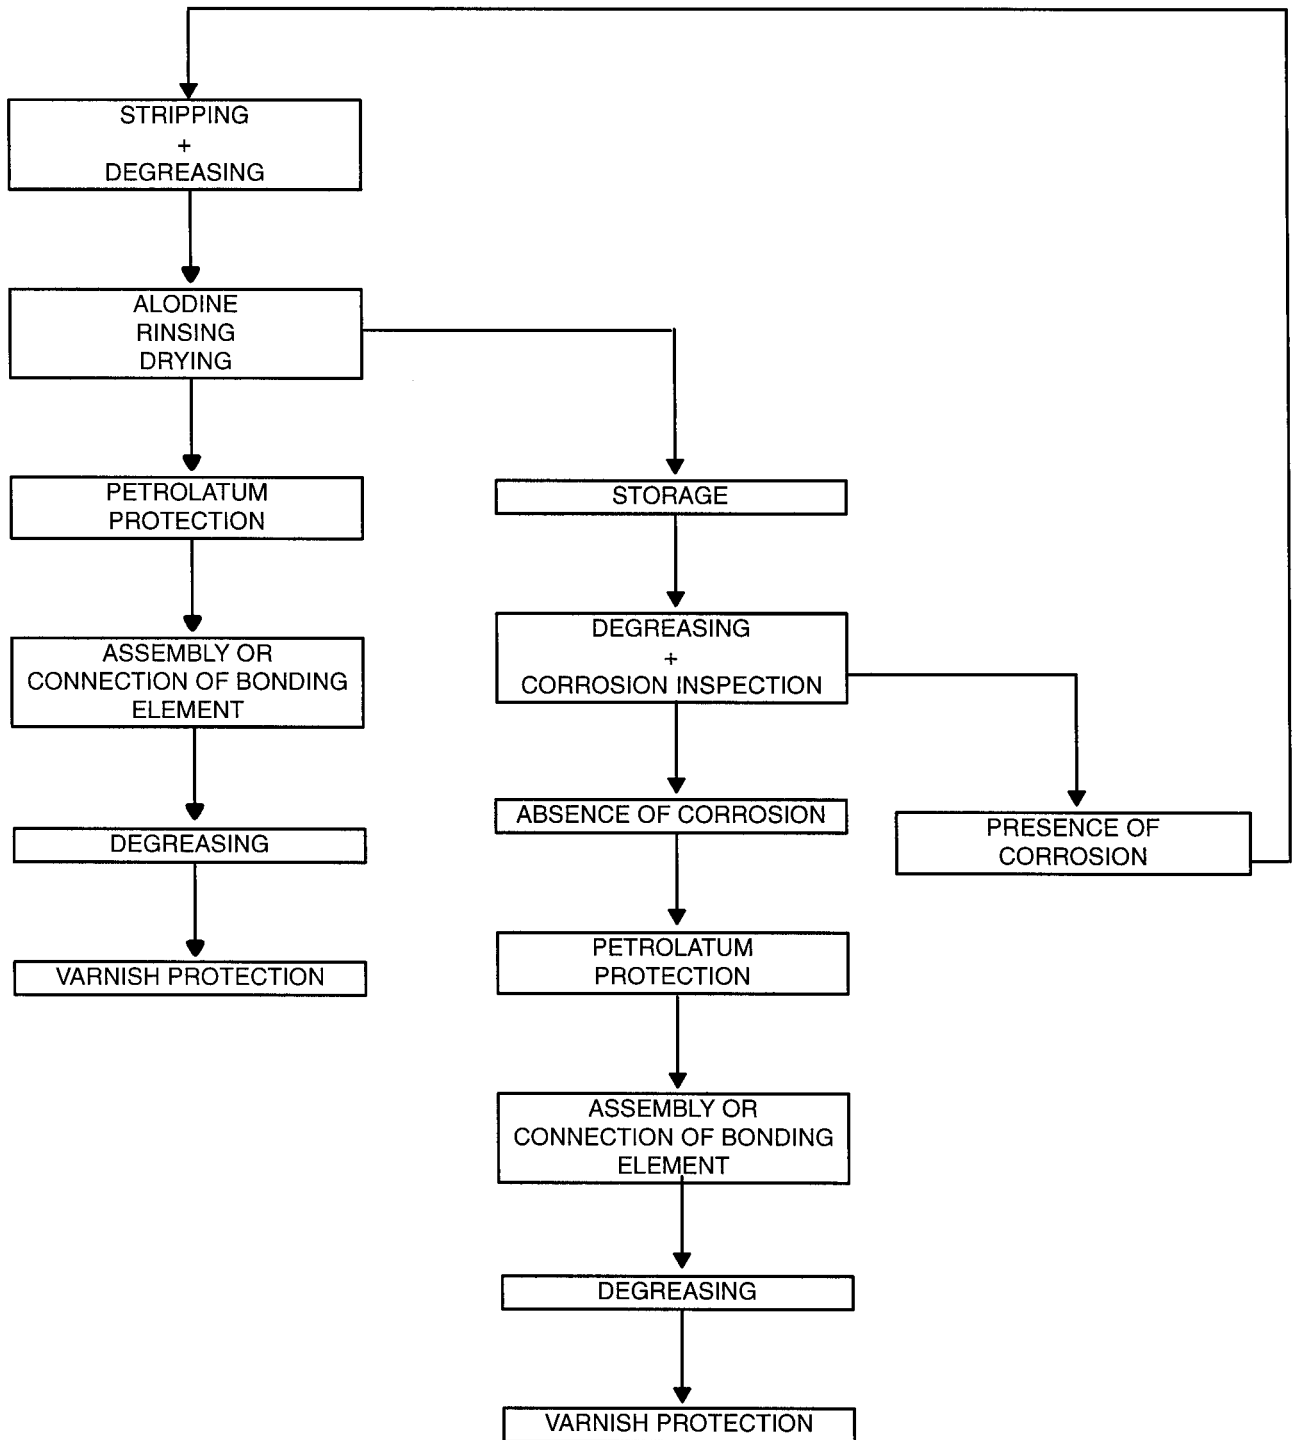 STRIPPING
+
DEGREASING
ALODINE
RINSING
DRYING
PETROLATUM
PROTECTION
ASSEMBLY OR
CONNECTION OF BONDING
ELEMENT
DEGREASING
VARNISH PROTECTION
STORAGE
DEGREASING
+
CORROSION INSPECTION
ABSENCE OF CORROSION
PETROLATUM
PROTECTION
ASSEMBLY OR
CONNECTION OF BONDING
ELEMENT
DEGREASING
VARNISH PROTECTION
PRESENCE OF
CORROSION